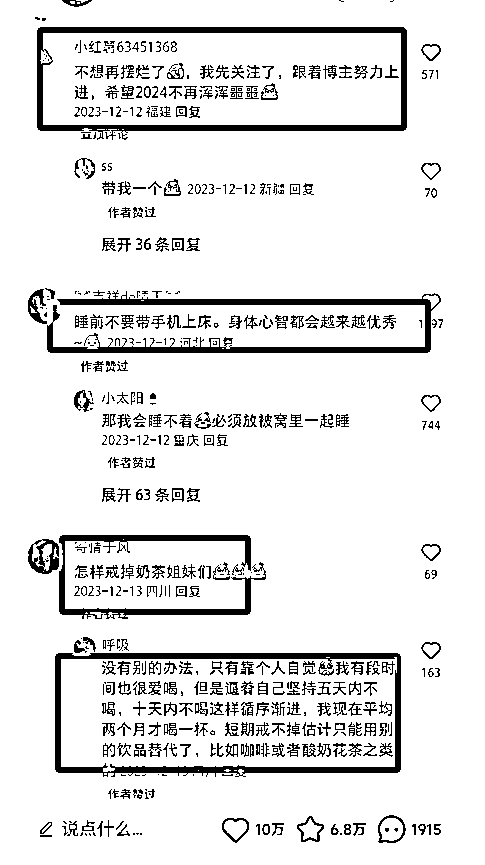 小红薯63451368
不想再摆烂了，我先关注了，跟着博主努力上
进，希望2024不再浑浑噩噩
2023-12-12 福建 回复
571
置顶评论
ss
带我一个 2023-12-12 新疆 回复
70
作者赞过
展开 36 条回复
睡前不要带手机上床。身体心智都会越来越优秀
~ 2023-12-12 河北 回复
作者赞过
小太阳
那我会睡不着必须放被窝里一起睡
2023-12-12 重庆 回复
744
作者赞过
展开 63 条回复
寄情于风
怎样戒掉奶茶姐妹们
2023-12-13 四川 回复
69
作者赞过
呼吸
没有别的办法，只有靠个人自觉我有段时
间也很爱喝，但是逼着自己坚持五天内不
喝，十天内不喝这样循序渐进，我现在平均
两个月才喝一杯。短期戒不掉估计只能用别
的饮品替代了，比如咖啡或者酸奶花茶之类
的
163
作者赞过
说点什么... 10万 6.8万 1915